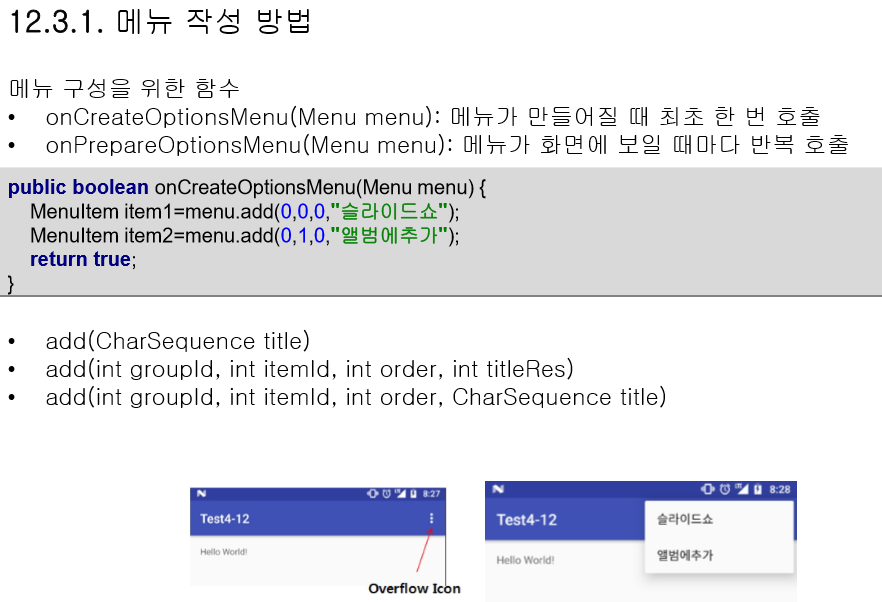 12.3.1. 메뉴 작성 방법
메뉴 구성을 위한 함수
• onCreateOptionsMenu(Menu menu): 메뉴가 만들어질 때 최초 한 번 호출
• onPrepareOptionsMenu(Menu menu): 메뉴가 화면에 보일 때마다 반복 호출
public boolean onCreateOptionsMenu(Menu menu) {
MenuItem item1=menu.add(0,0,0,"슬라이드쇼");
MenuItem item2=menu.add(0,1,0,"앨범에추가");
return true;
}
• add(CharSequence title)
• add(int groupId, int itemId, int order, int titleRes)
• add(int groupId, int itemId, int order, CharSequence title)
8:27
Test4-12
Hello World!
Overflow Icon
8:28
Test4-12
슬라이드쇼
앨범에추가
Hello World!